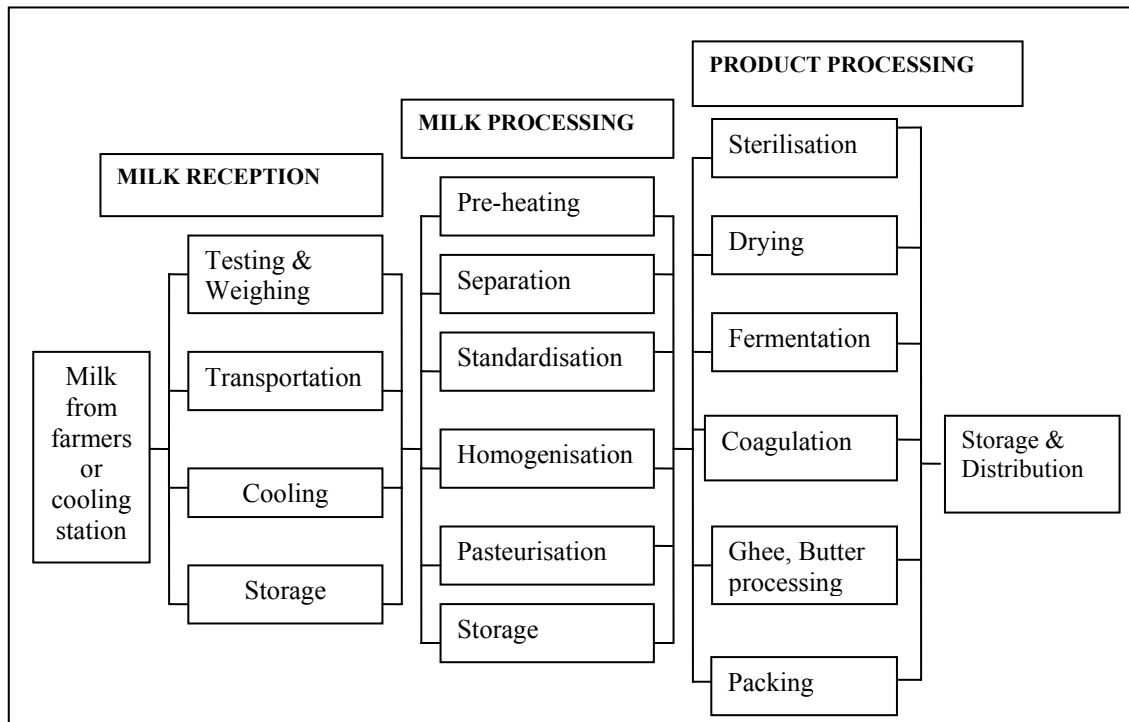 PRODUCT PROCESSING
MILK PROCESSING
MILK RECEPTION
Milk
from
farmers
or
cooling
station
Testing &
Weighing
Transportation
Cooling
Storage
Pre-heating
Separation
Standardisation
Homogenisation
Pasteurisation
Storage
Sterilisation
Drying
Fermentation
Coagulation
Ghee, Butter
processing
Packing
Storage &
Distribution